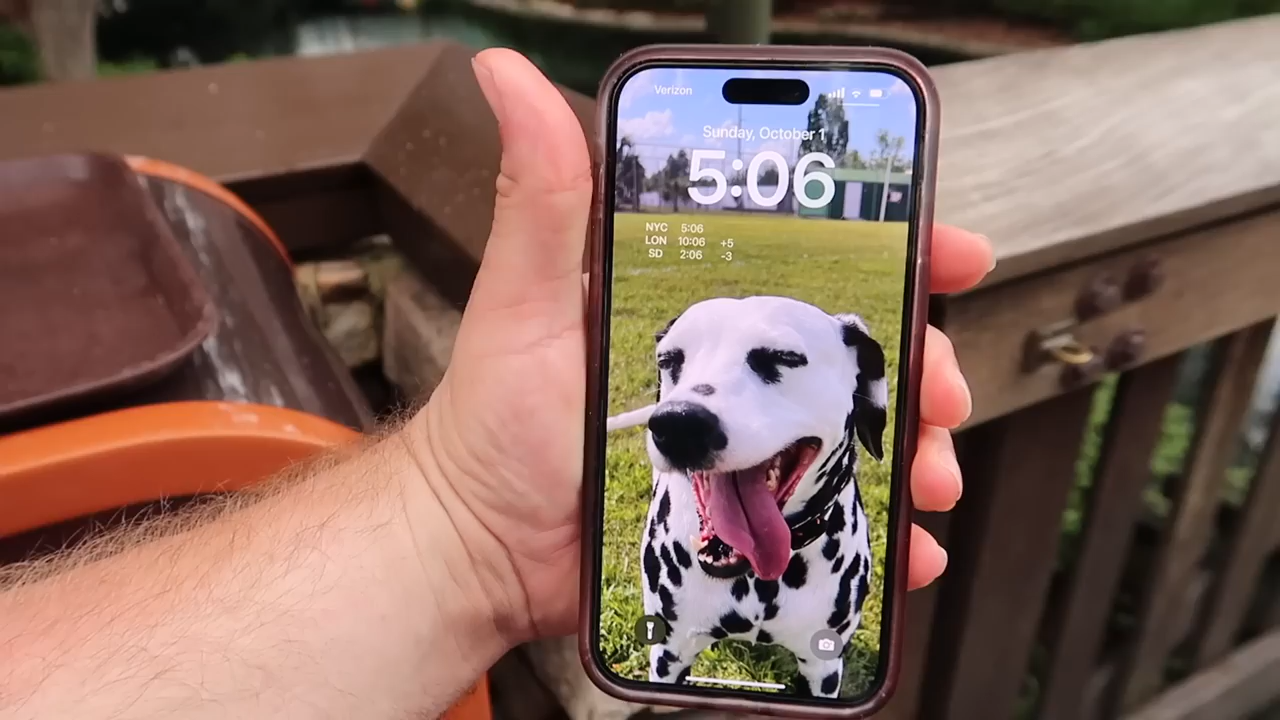 Verizon
Sunday, October 1
5:06
NYC 5:06
LON 10:06 +5
SD 2:06 -3